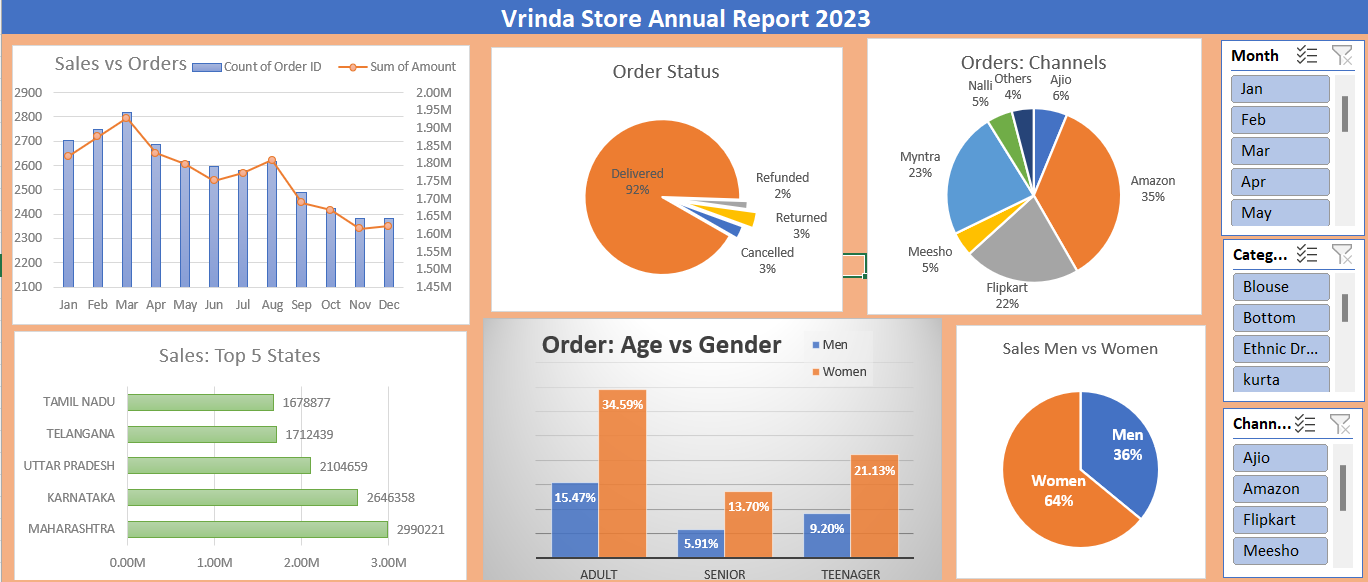 Vrinda Store Annual Report 2023
Sales vs Orders
Count of Order ID
Sum of Amount
2900
2800
2700
2600
2500
2400
2300
2200
2100
2.00M
1.95M
1.90M
1.85M
1.80M
1.75M
1.70M
1.65M
1.60M
1.55M
1.50M
1.45M
Jan Feb Mar Apr May Jun Jul Aug Sep Oct Nov Dec
Order Status
Delivered
92%
Refunded
2%
Returned
3%
Cancelled
3%
Orders: Channels
Nalli
5%
Others
4%
Ajio
6%
Myntra
23%
Amazon
35%
Meesho
5%
Flipkart
22%
Month
Jan
Feb
Mar
Apr
May
Categ...
Blouse
Bottom
Ethnic Dr...
kurta
Chann...
Ajio
Amazon
Flipkart
Meesho
Sales: Top 5 States
TAMIL NADU 1678877
TELANGANA 1712439
UTTAR PRADESH 2104659
KARNATAKA 2646358
MAHARASHTRA 2990221
0.00M 1.00M 2.00M 3.00M
Order: Age vs Gender
Men
Women
15.47% 34.59%
5.91% 13.70%
9.20% 21.13%
ADULT SENIOR TEENAGER
Sales Men vs Women
Men
36%
Women
64%